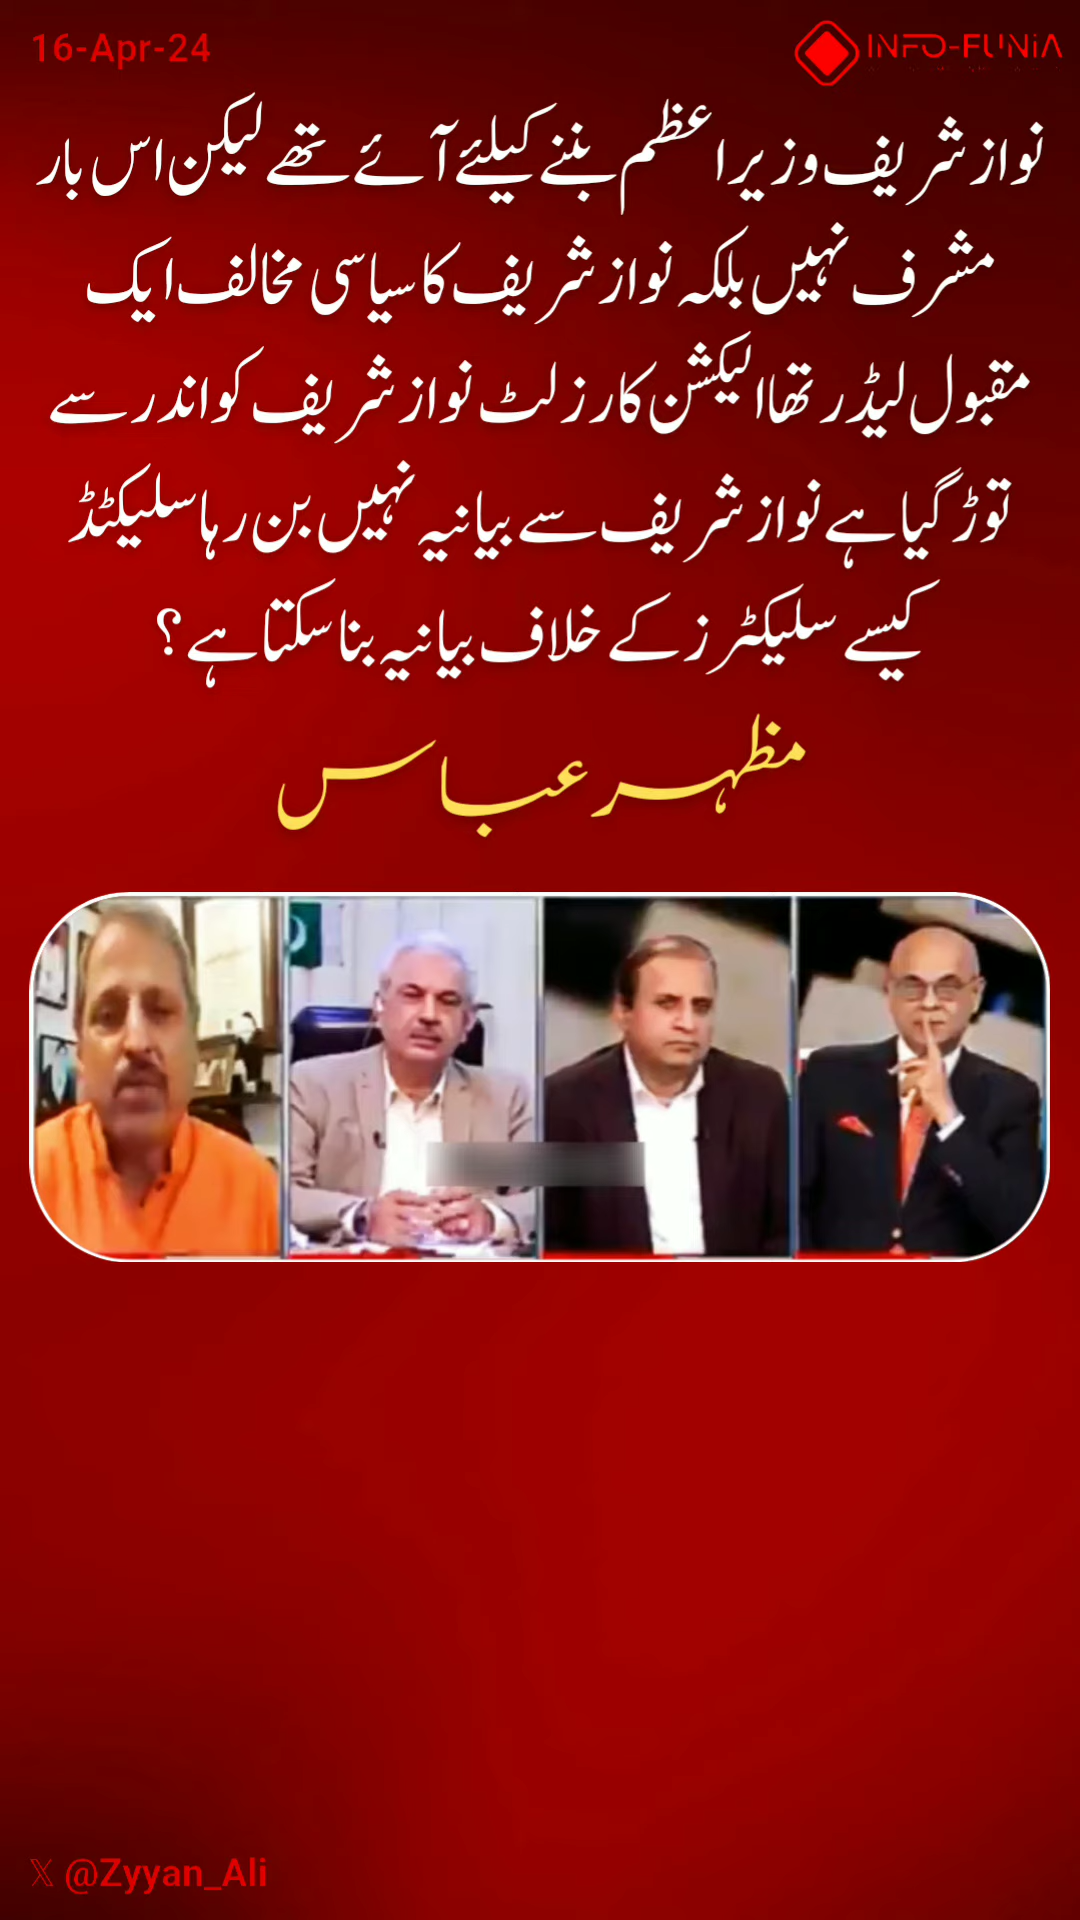 16-Apr-24
INFO-FUNiA
نواز شریف وزیر اعظم بننے کیلئے آئے تھے لیکن اس بار
مشرف نہیں بلکہ نواز شریف کا سیاسی مخالف ایک
مقبول لیڈر تھا الیکشن کا رزلٹ نواز شریف کو اندر سے
توڑ گیا ہے نواز شریف سے بیانیہ نہیں بن رہا سلیکٹڈ
کیسے سلیکٹرز کے خلاف بیانیہ بنا سکتا ہے ؟
مظہر عباس
𝕏 @Zyyan_Ali